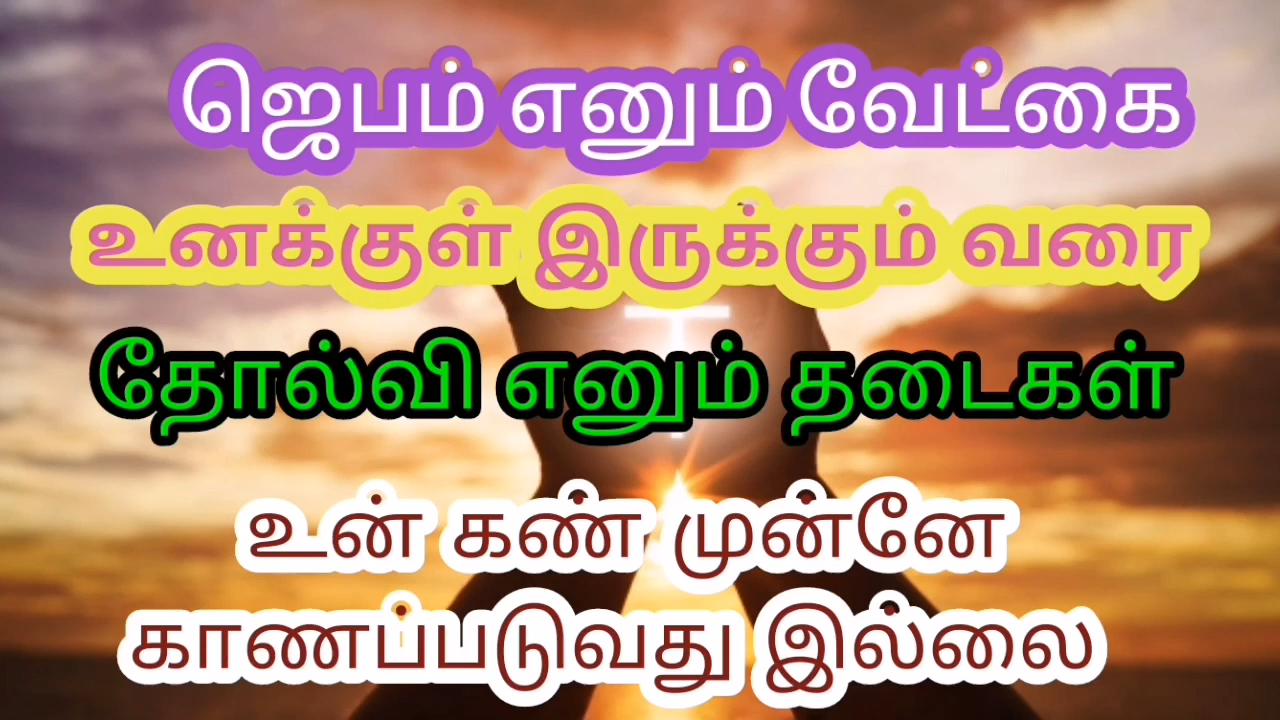 ஜெபம் எனும் வேட்கை
உனக்குள் இருக்கும் வரை
தோல்வி எனும் தடைகள்
உன் கண் முன்னே
காணப்படுவது இல்லை